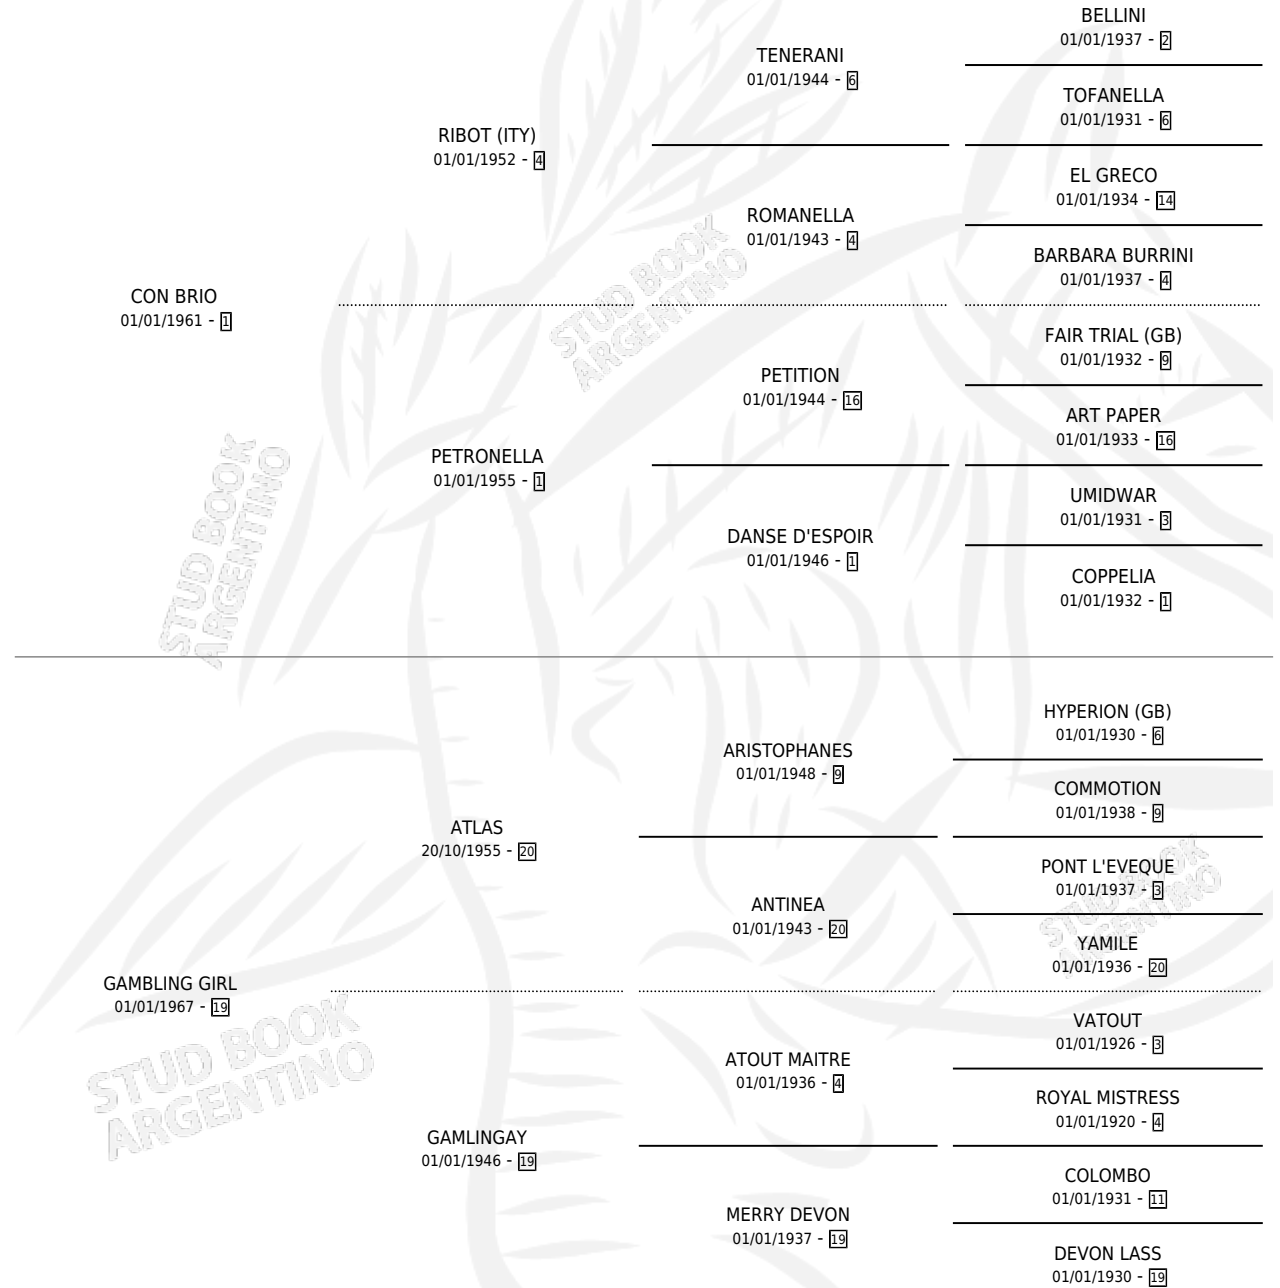 BELLINI
01/01/1937 - 2
TENERANI
01/01/1944 - 6
TOFANELLA
01/01/1931 - 6
RIBOT (ITY)
01/01/1952 - 4
EL GRECO
01/01/1934 - 14
ROMANELLA
01/01/1943 - 4
BARBARA BURRINI
01/01/1937 - 4
CON BRIO
01/01/1961 - 1
FAIR TRIAL (GB)
01/01/1932 - 9
PETITION
01/01/1944 - 16
ART PAPER
01/01/1933 - 16
PETRONELLA
01/01/1955 - 1
UMIDWAR
01/01/1931 - 3
DANSE D'ESPOIR
01/01/1946 - 1
COPPELIA
01/01/1932 - 1
HYPERION (GB)
01/01/1930 - 6
ARISTOPHANES
01/01/1948 - 9
COMMOTION
01/01/1938 - 9
ATLAS
20/10/1955 - 20
PONT L'EVEQUE
01/01/1937 - 3
ANTINEA
01/01/1943 - 20
YAMILE
01/01/1936 - 20
GAMBLING GIRL
01/01/1967 - 19
VATOUT
01/01/1926 - 3
ATOUT MAITRE
01/01/1936 - 4
ROYAL MISTRESS
01/01/1920 - 4
GAMLINGAY
01/01/1946 - 19
COLOMBO
01/01/1931 - 11
MERRY DEVON
01/01/1937 - 19
DEVON LASS
01/01/1930 - 19
STUD BOOK
ARGENTINO
STUD BOOK
ARGENTINO
STUD BOOK
ARGENTINO
STUD BOOK
ARGENTINO